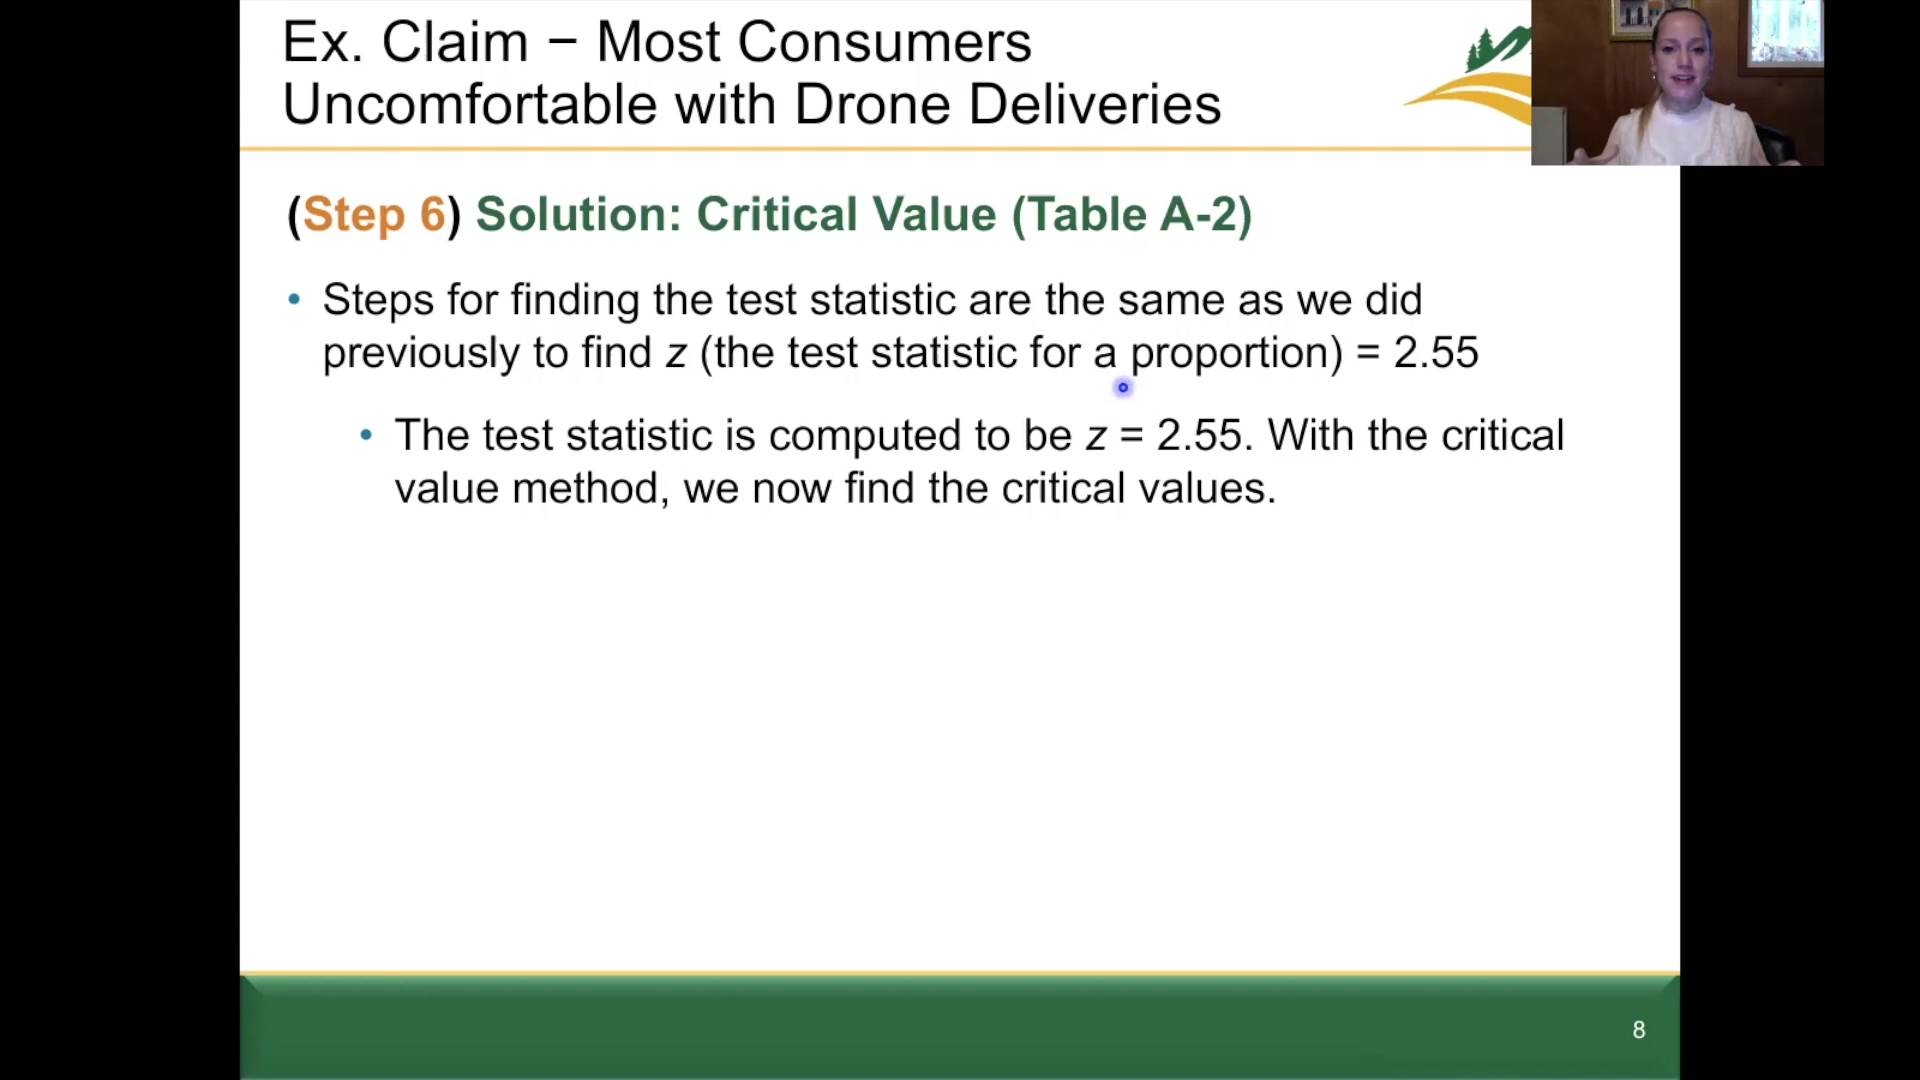 Ex. Claim − Most Consumers
Uncomfortable with Drone Deliveries
(Step 6) Solution: Critical Value (Table A-2)
• Steps for finding the test statistic are the same as we did
previously to find z (the test statistic for a proportion) = 2.55
• The test statistic is computed to be z = 2.55. With the critical
value method, we now find the critical values.
8